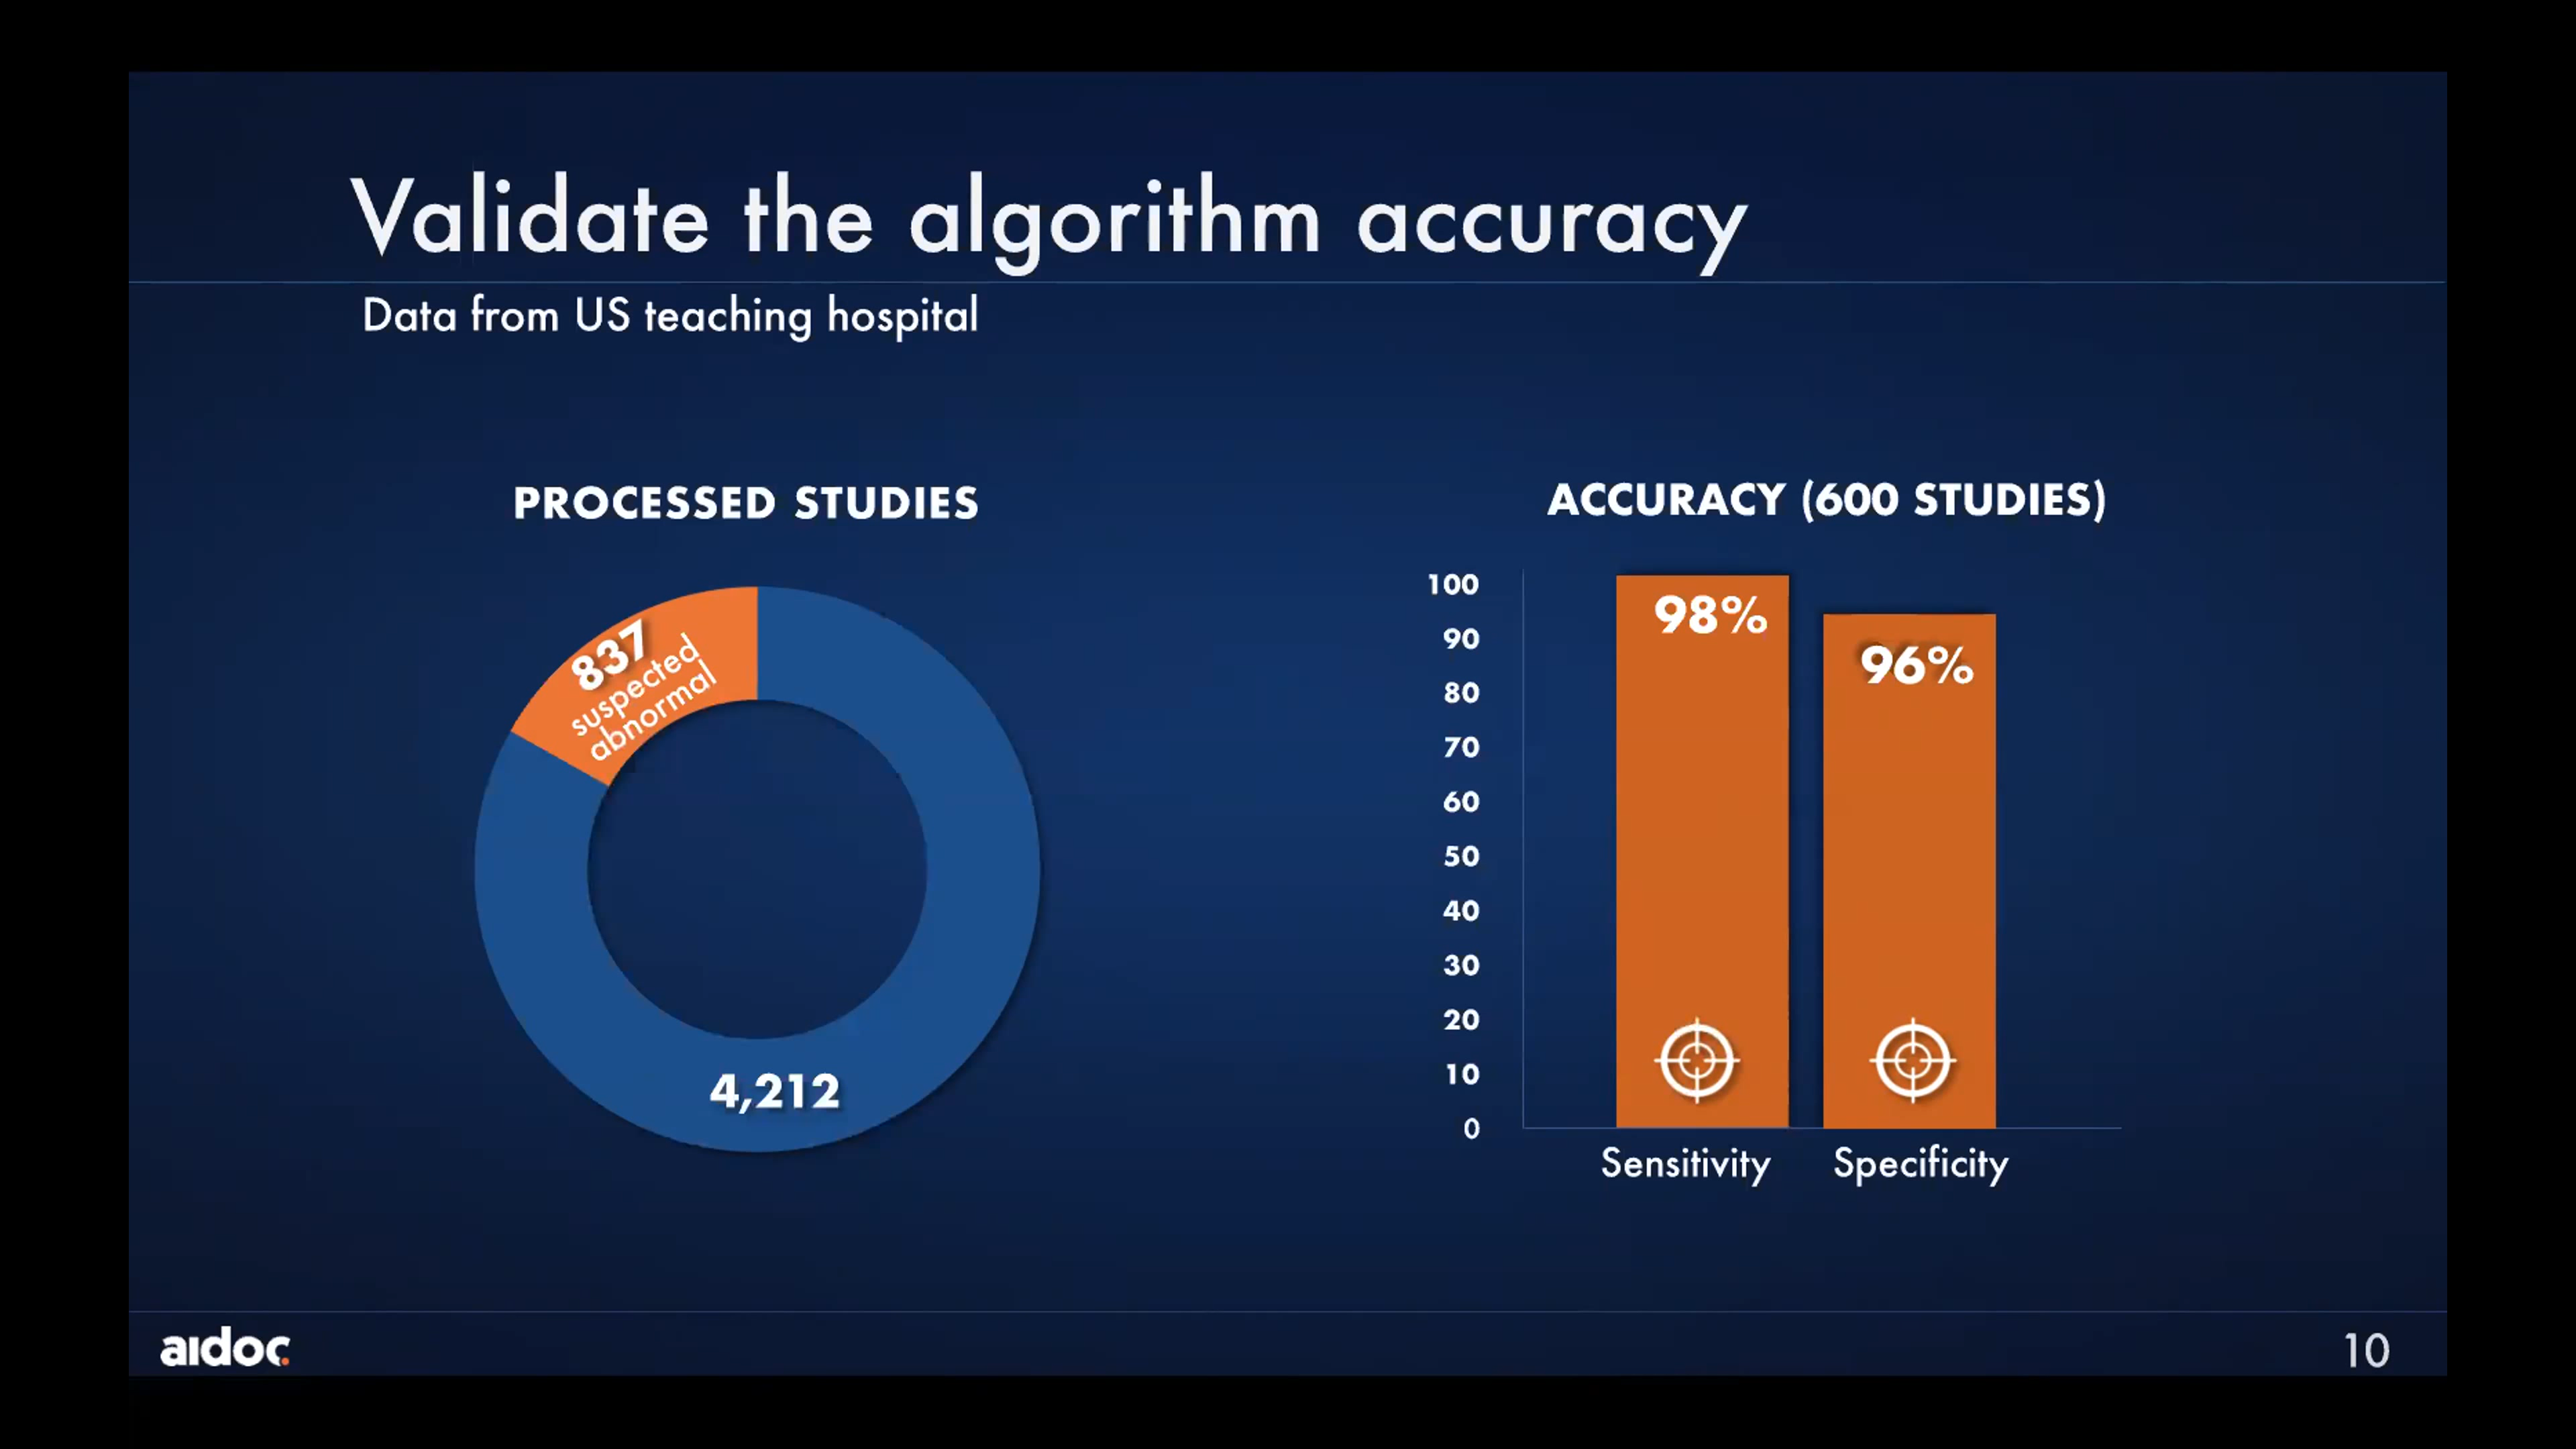 Validate the algorithm accuracy
Data from US teaching hospital
PROCESSED STUDIES
837
suspected
abnormal
4,212
ACCURACY (600 STUDIES)
100
90
80
70
60
50
40
30
20
10
0
98%
96%
Sensitivity
Specificity
aidoc.
10